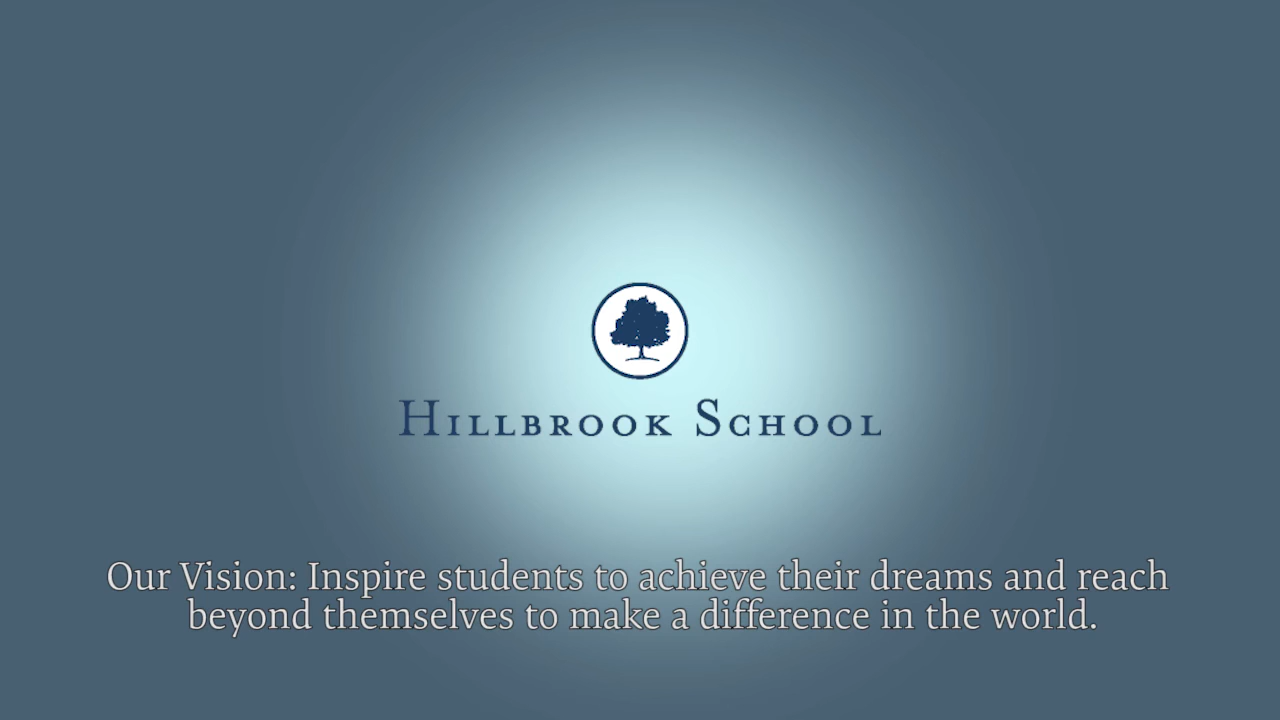 Hillbrook School
Our Vision: Inspire students to achieve their dreams and reach
beyond themselves to make a difference in the world.